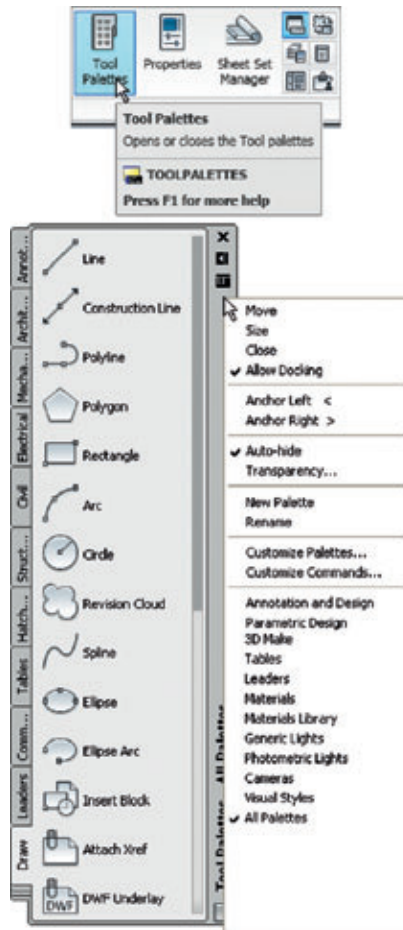 Tool
Palettes
Properties
Sheet Set
Manager
Tool Palettes
Opens or closes the Tool palettes
TOOLPALETTES
Press F1 for more help
Annot...
Archit...
Mecha...
Electrical
Civil
Struct...
Hatch...
Tables
Comm...
Leaders
Draw
Line
Construction Line
Polyline
Polygon
Rectangle
Arc
Circle
Revision Cloud
Spline
Ellipse
Ellipse Arc
Insert Block
Attach Xref
DWF
DWF Underlay
Tool Palettes - All Palettes
Move
Size
Close
Allow Docking
Anchor Left <
Anchor Right >
Auto-hide
Transparency...
New Palette
Rename
Customize Palettes...
Customize Commands...
Annotation and Design
Parametric Design
3D Make
Tables
Leaders
Materials
Materials Library
Generic Lights
Photometric Lights
Cameras
Visual Styles
All Palettes